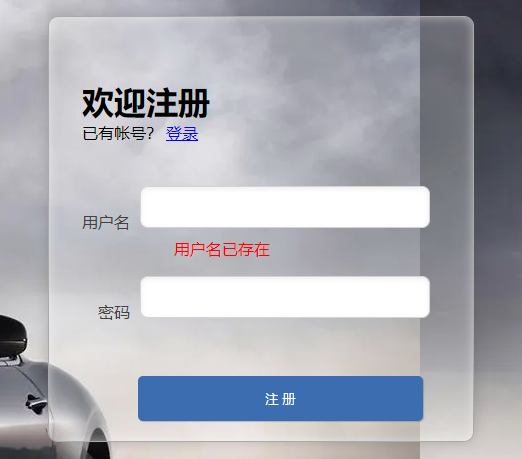 欢迎注册
已有帐号？ 登录
用户名
用户名已存在
密码
注 册